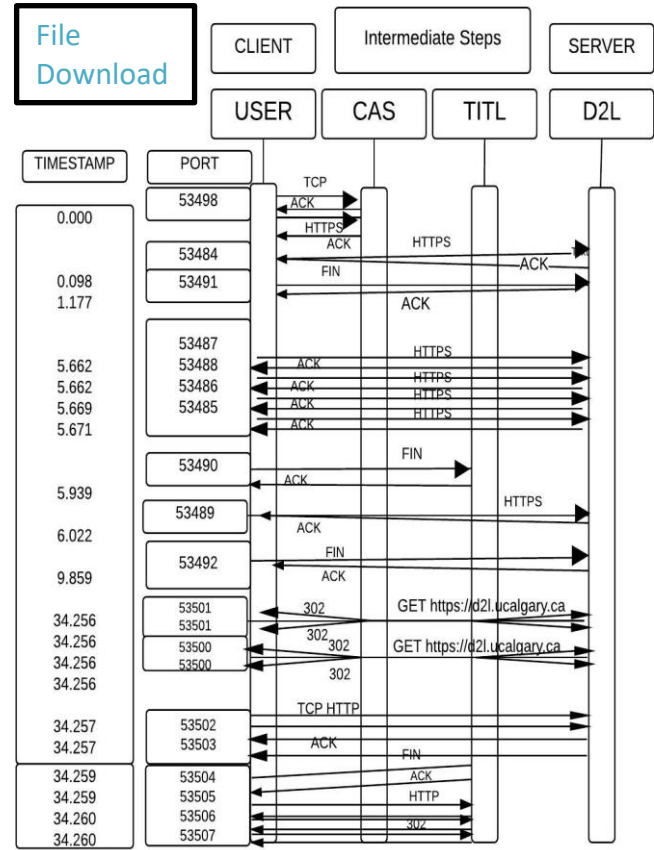 File
Download
CLIENT
Intermediate Steps
SERVER
USER
CAS
TITL
D2L
TIMESTAMP
PORT
TCP
53498
ACK
0.000
HTTPS
ACK
HTTPS
53484
ACK
FIN
0.098
53491
1.177
ACK
53487
HTTPS
5.662
53488
ACK
HTTPS
5.662
53486
ACK
HTTPS
5.669
53485
ACK
HTTPS
5.671
ACK
FIN
53490
ACK
5.939
HTTPS
53489
ACK
6.022
FIN
53492
ACK
9.859
53501
302
GET https://d2l.ucalgary.ca
34.256
53501
302
34.256
53500
302
GET https://d2l.ucalgary.ca
34.256
53500
302
34.256
TCP HTTP
34.257
53502
34.257
53503
ACK
FIN
34.259
53504
ACK
34.259
53505
HTTP
34.260
53506
302
34.260
53507